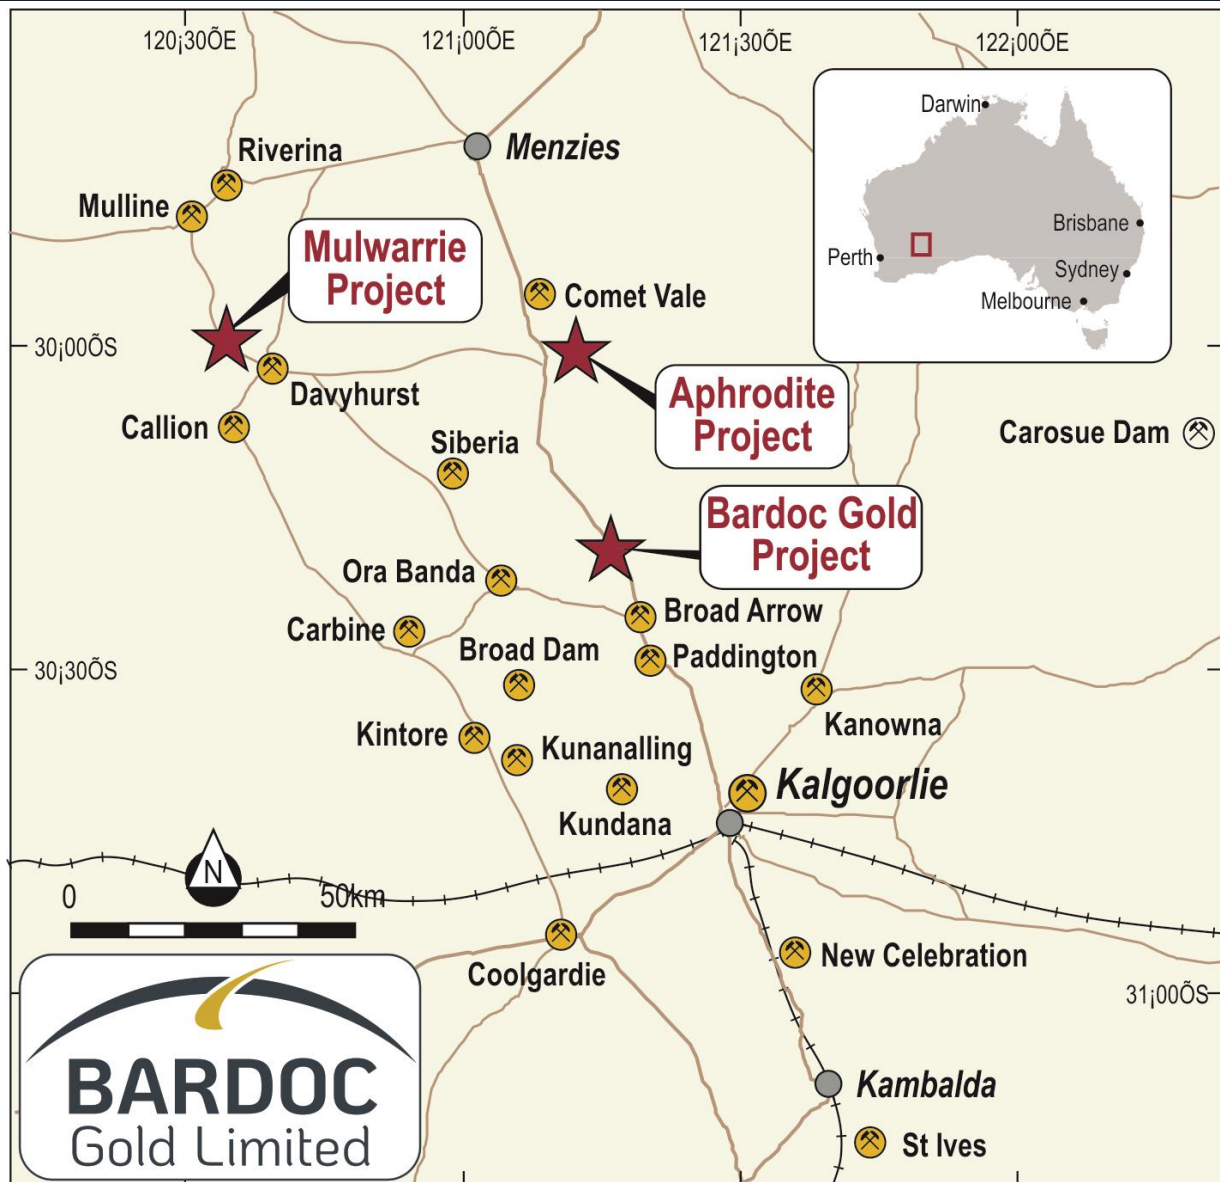 120¡30ÕE
121¡00ÕE
121¡30ÕE
122¡00ÕE
Darwin
Riverina
Menzies
Mulline
Brisbane
Mulwarrie
Project
Perth
Sydney
Comet Vale
Melbourne
30¡00ÕS
Davyhurst
Aphrodite
Project
Callion
Siberia
Carosue Dam
Bardoc Gold
Project
Ora Banda
Broad Arrow
Carbine
Broad Dam
Paddington
30¡30ÕS
Kanowna
Kintore
Kunanalling
Kalgoorlie
Kundana
N
0
50km
Coolgardie
New Celebration
31¡00ÕS
BARDOC
Gold Limited
Kambalda
St Ives